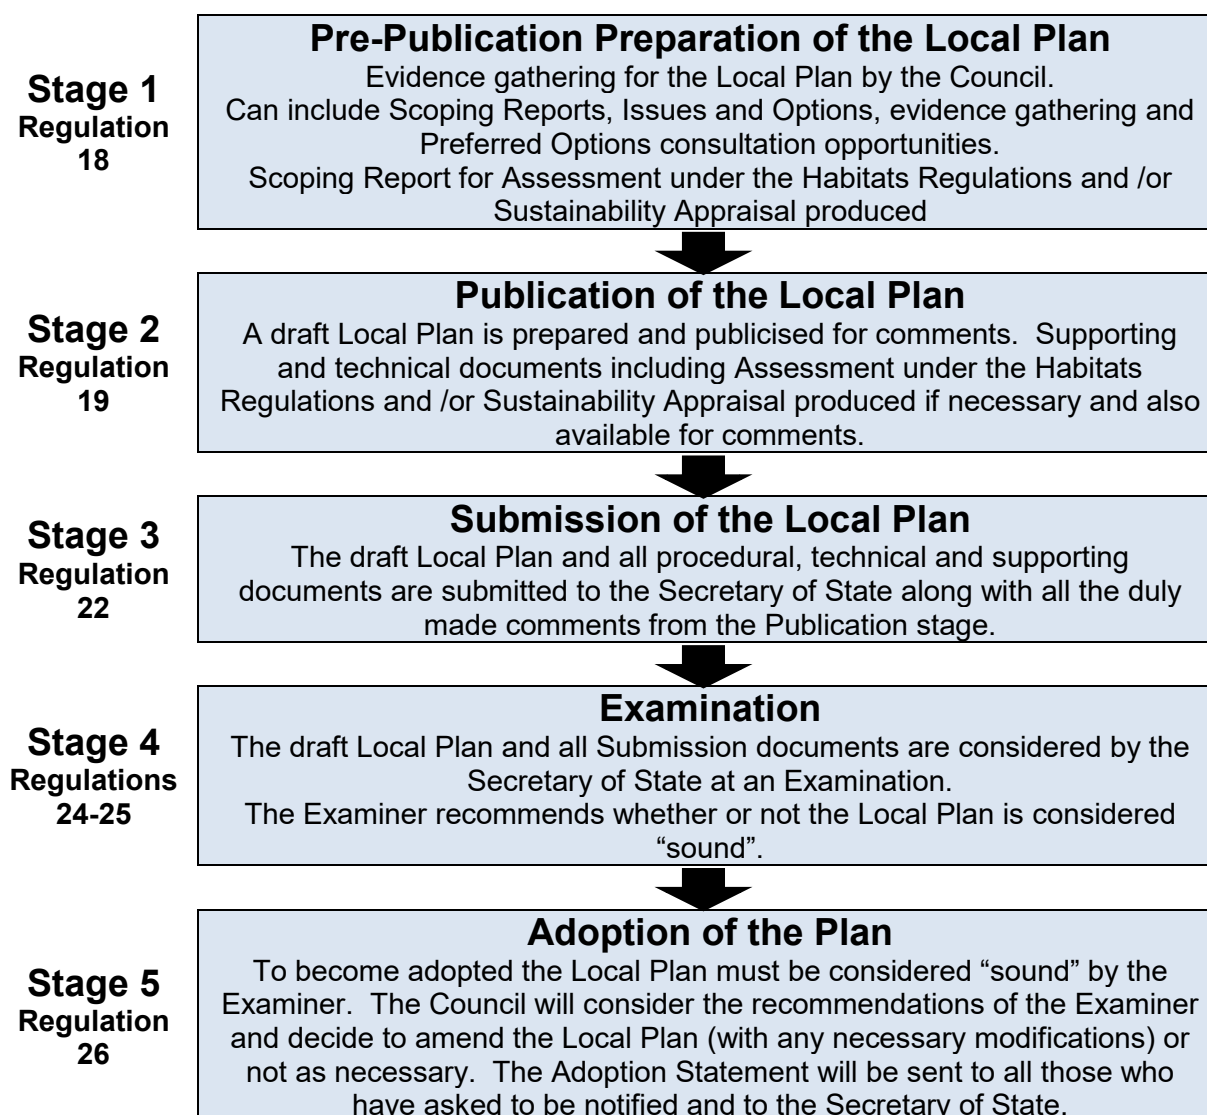 Stage 1
Regulation
18
Pre-Publication Preparation of the Local Plan
Evidence gathering for the Local Plan by the Council.
Can include Scoping Reports, Issues and Options, evidence gathering and
Preferred Options consultation opportunities.
Scoping Report for Assessment under the Habitats Regulations and /or
Sustainability Appraisal produced
Stage 2
Regulation
19
Publication of the Local Plan
A draft Local Plan is prepared and publicised for comments.  Supporting
and technical documents including Assessment under the Habitats
Regulations and /or Sustainability Appraisal produced if necessary and also
available for comments.
Stage 3
Regulation
22
Submission of the Local Plan
The draft Local Plan and all procedural, technical and supporting
documents are submitted to the Secretary of State along with all the duly
made comments from the Publication stage.
Stage 4
Regulations
24-25
Examination
The draft Local Plan and all Submission documents are considered by the
Secretary of State at an Examination.
The Examiner recommends whether or not the Local Plan is considered
“sound”.
Stage 5
Regulation
26
Adoption of the Plan
To become adopted the Local Plan must be considered “sound” by the
Examiner.  The Council will consider the recommendations of the Examiner
and decide to amend the Local Plan (with any necessary modifications) or
not as necessary.  The Adoption Statement will be sent to all those who
have asked to be notified and to the Secretary of State.